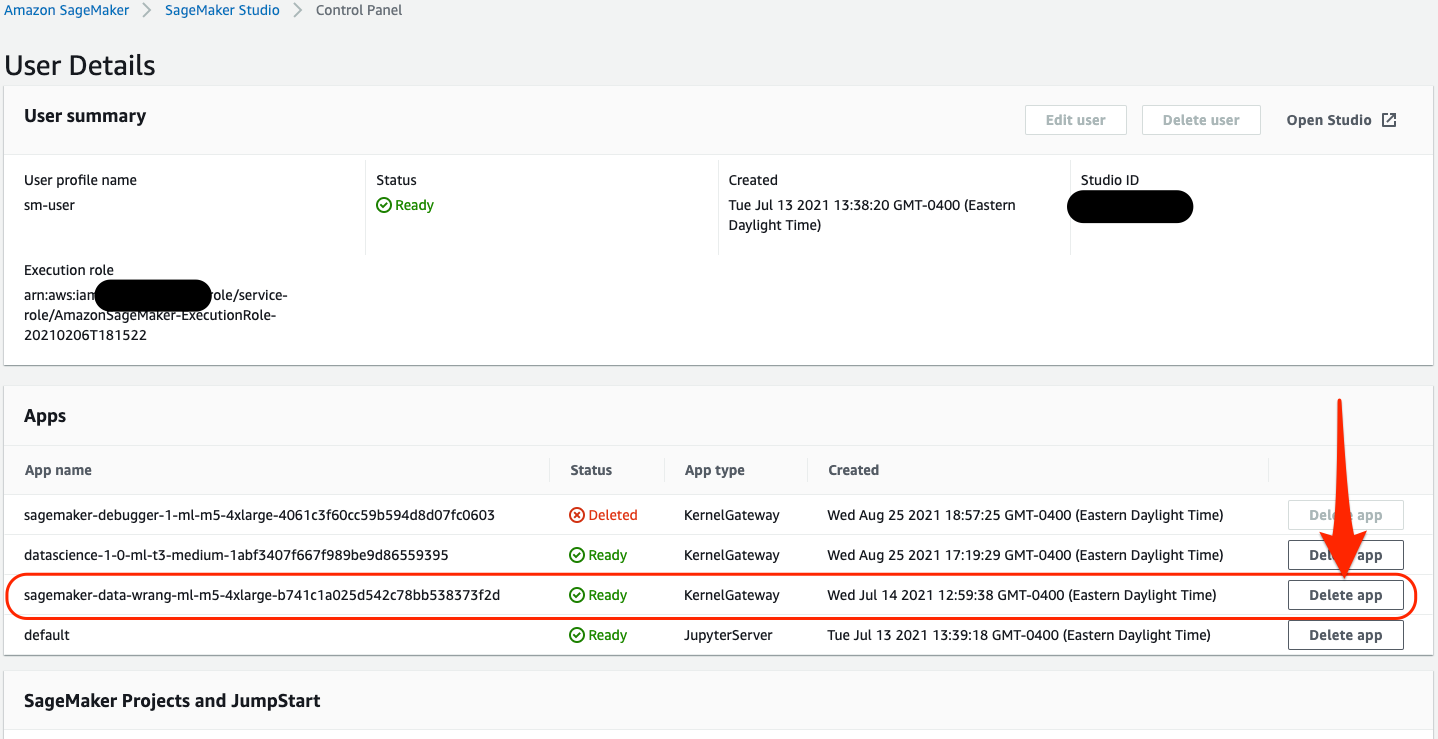 Amazon SageMaker > SageMaker Studio > Control Panel
User Details
User summary
Edit user
Delete user
Open Studio
User profile name
sm-user
Status
Ready
Created
Tue Jul 13 2021 13:38:20 GMT-0400 (Eastern
Daylight Time)
Studio ID
Execution role
arn:aws:iam role/service-
role/AmazonSageMaker-ExecutionRole-
20210206T181522
Apps
App name Status App type Created
sagemaker-debugger-1-ml-m5-4xlarge-4061c3f60cc59b594d8d07fc0603 Deleted KernelGateway Wed Aug 25 2021 18:57:25 GMT-0400 (Eastern Daylight Time) Delete app
datascience-1-0-ml-t3-medium-1abf3407f667f989be9d86559395 Ready KernelGateway Wed Aug 25 2021 17:19:29 GMT-0400 (Eastern Daylight Time) Delete app
sagemaker-data-wrang-ml-m5-4xlarge-b741c1a025d542c78bb538373f2d Ready KernelGateway Wed Jul 14 2021 12:59:38 GMT-0400 (Eastern Daylight Time) Delete app
default Ready JupyterServer Tue Jul 13 2021 13:39:18 GMT-0400 (Eastern Daylight Time) Delete app
SageMaker Projects and JumpStart